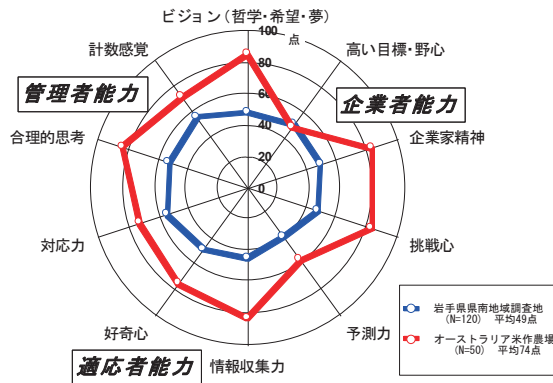 ビジョン(哲学・希望・夢)
100
点
計数感覚
高い目標・野心
80
管理者能力
企業者能力
60
合理的思考
企業家精神
40
20
0
対応力
挑戦心
好奇心
予測力
適応者能力
情報収集力
岩手県県南地域調査地
(N=120) 平均49点
オーストラリア米作農場
(N=50) 平均74点